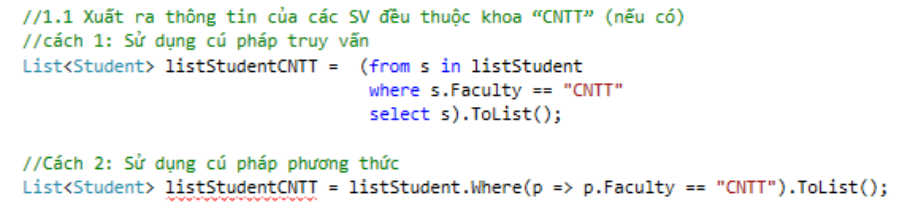 //1.1 Xuất ra thông tin của các SV đều thuộc khoa “CNTT” (nếu có)
//cách 1: Sử dụng cú pháp truy vấn
List<Student> listStudentCNTT =  (from s in listStudent
where s.Faculty == "CNTT"
select s).ToList();
//Cách 2: Sử dụng cú pháp phương thức
List<Student> listStudentCNTT = listStudent.Where(p => p.Faculty == "CNTT").ToList();